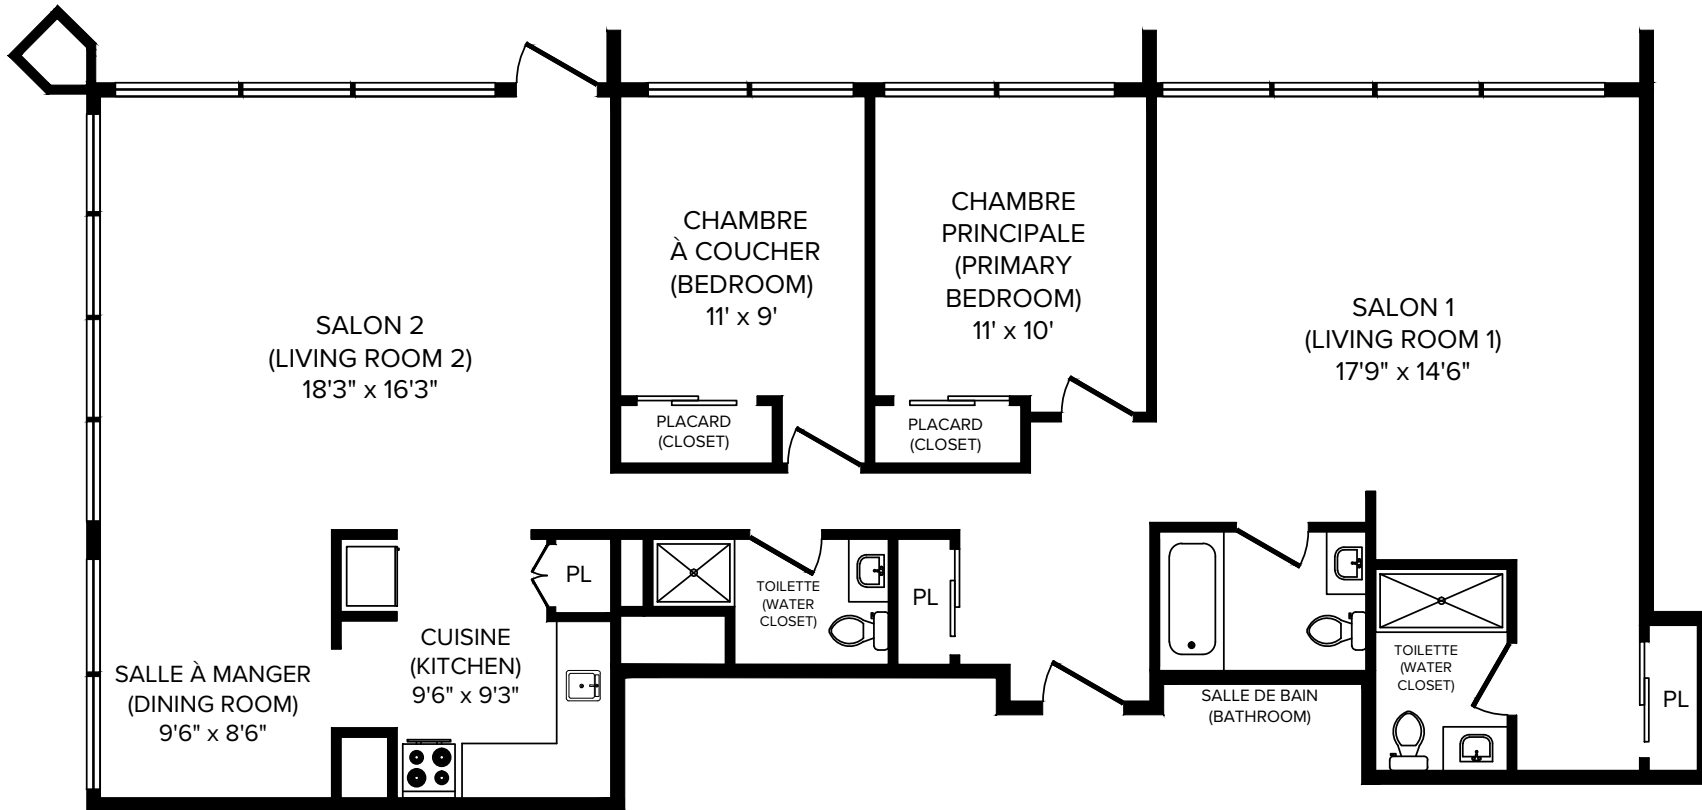 CHAMBRE
À COUCHER
(BEDROOM)
11' x 9'
CHAMBRE
PRINCIPALE
(PRIMARY
BEDROOM)
11' x 10'
SALON 2
(LIVING ROOM 2)
18'3" x 16'3"
SALON 1
(LIVING ROOM 1)
17'9" x 14'6"
PLACARD
(CLOSET)
PLACARD
(CLOSET)
PL
TOILETTE
(WATER
CLOSET)
PL
CUISINE
(KITCHEN)
9'6" x 9'3"
SALLE À MANGER
(DINING ROOM)
9'6" x 8'6"
SALLE DE BAIN
(BATHROOM)
TOILETTE
(WATER
CLOSET)
PL